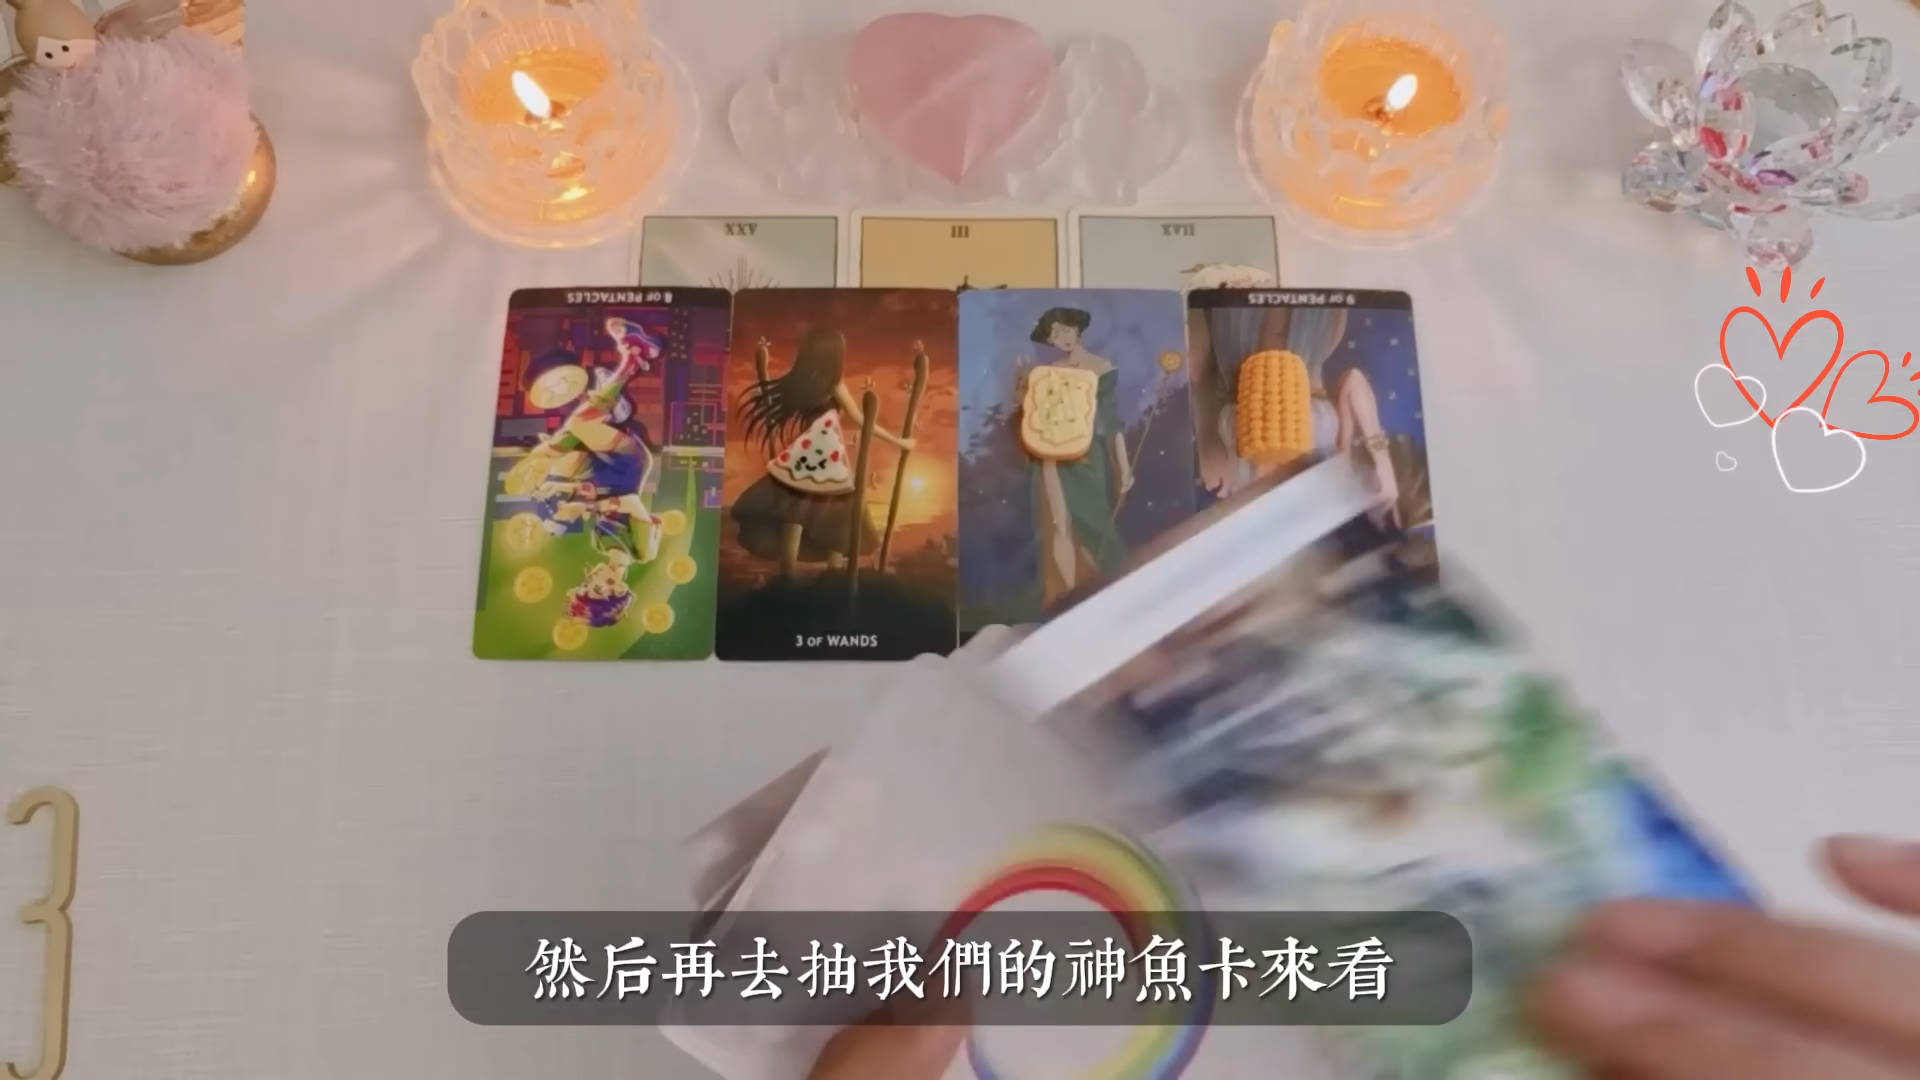 XXV
III
XVII
8 OF PENTACLES
9 OF PENTACLES
3 OF WANDS
3
然后再去抽我們的神魚卡來看